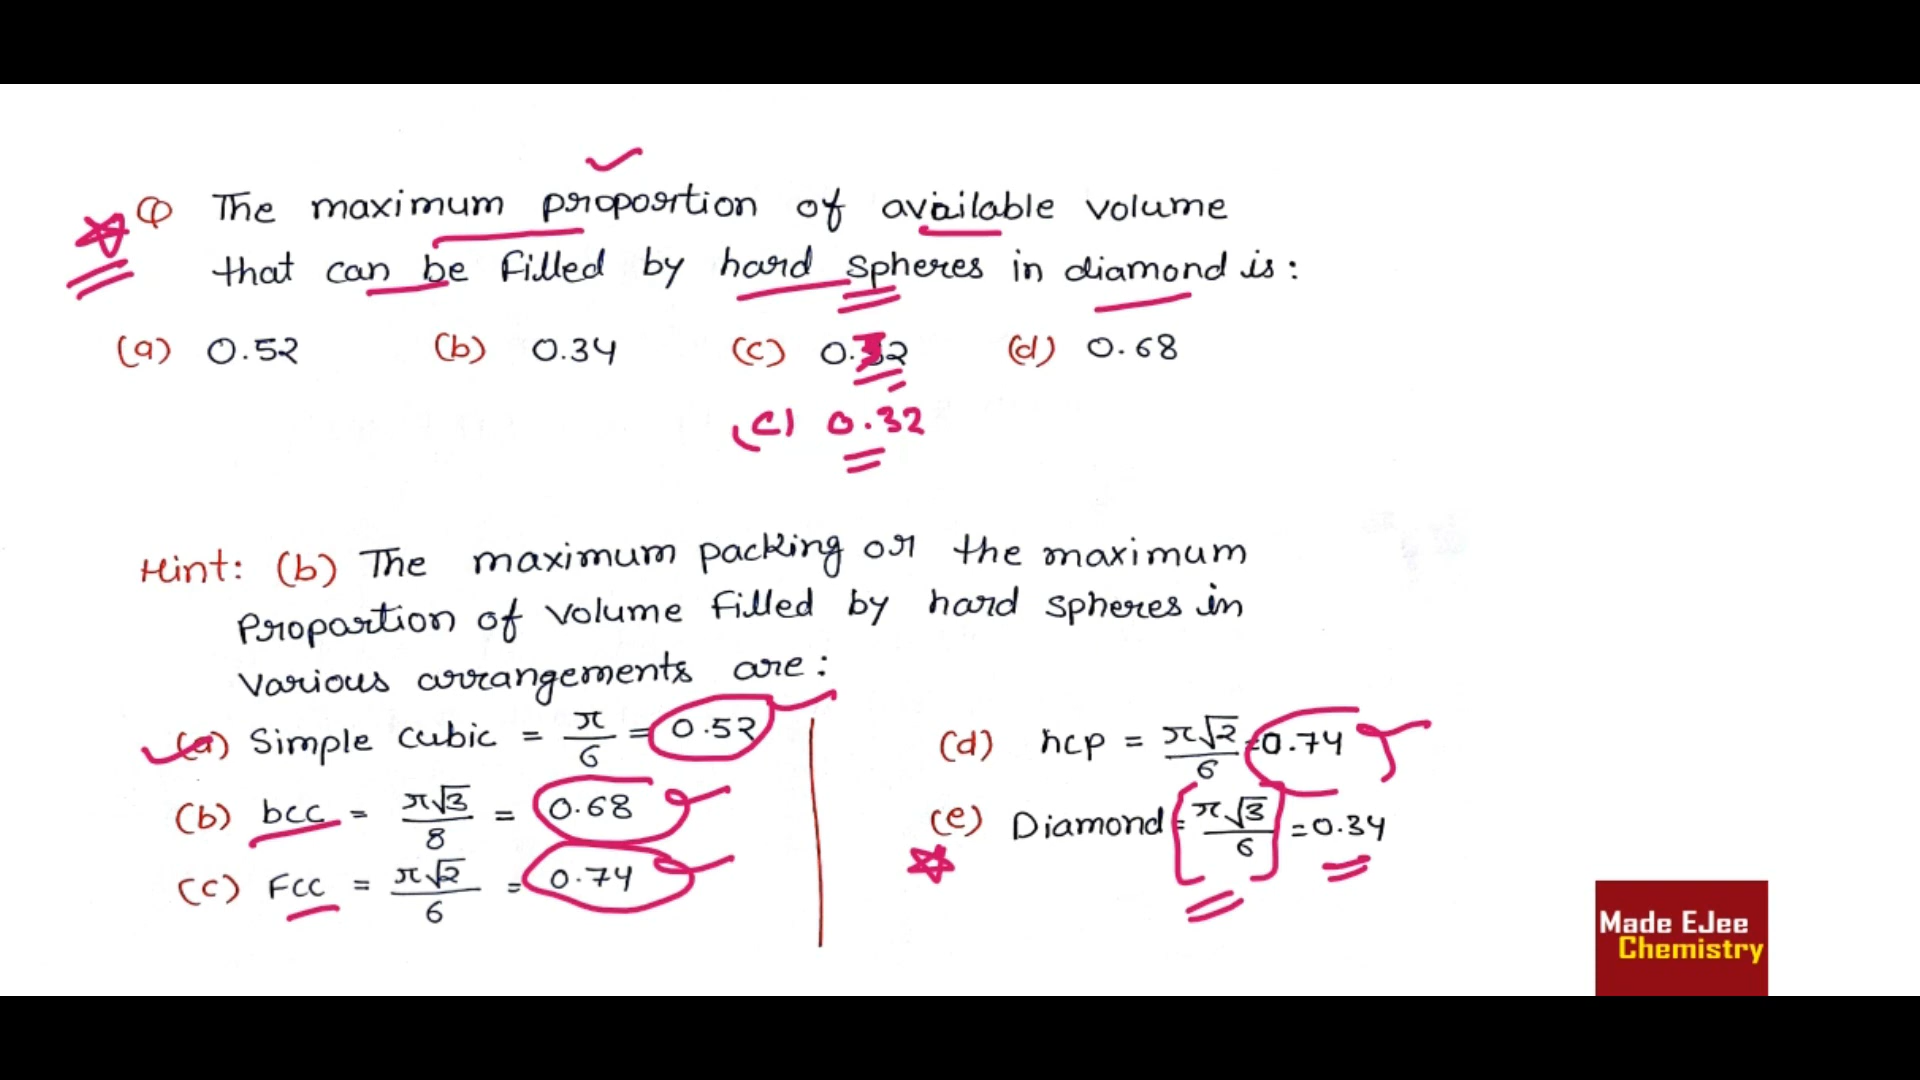 Q The maximum proportion of available volume
that can be filled by hard spheres in diamond is:
(a) 0.52 (b) 0.34 (c) 0.32 (d) 0.68
(c) 0.32
Hint: (b) The maximum packing or the maximum
Proportion of volume filled by hard spheres in
various arrangements are:
(a) Simple cubic = π/6 = 0.52
(b) bcc = π√3/8 = 0.68
(c) Fcc = π√2/6 = 0.74
(d) hcp = π√2/6 = 0.74
(e) Diamond = π√3/6 = 0.34
Made EJee
Chemistry